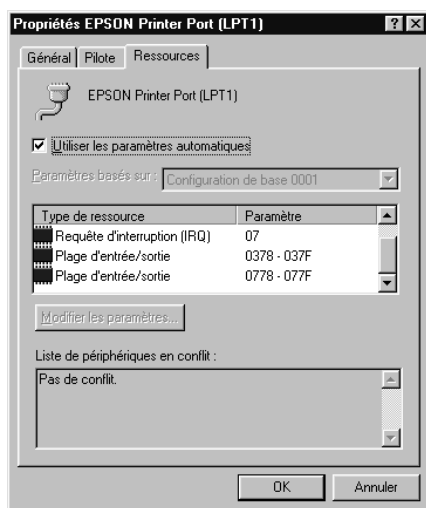 Propriétés EPSON Printer Port (LPT1)
Général Pilote Ressources
EPSON Printer Port (LPT1)
Utiliser les paramètres automatiques
Paramètres basés sur : Configuration de base 0001
Type de ressource Paramètre
Requête d'interruption (IRQ) 07
Plage d'entrée/sortie 0378 - 037F
Plage d'entrée/sortie 0778 - 077F
Modifier les paramètres...
Liste de périphériques en conflit :
Pas de conflit.
OK Annuler